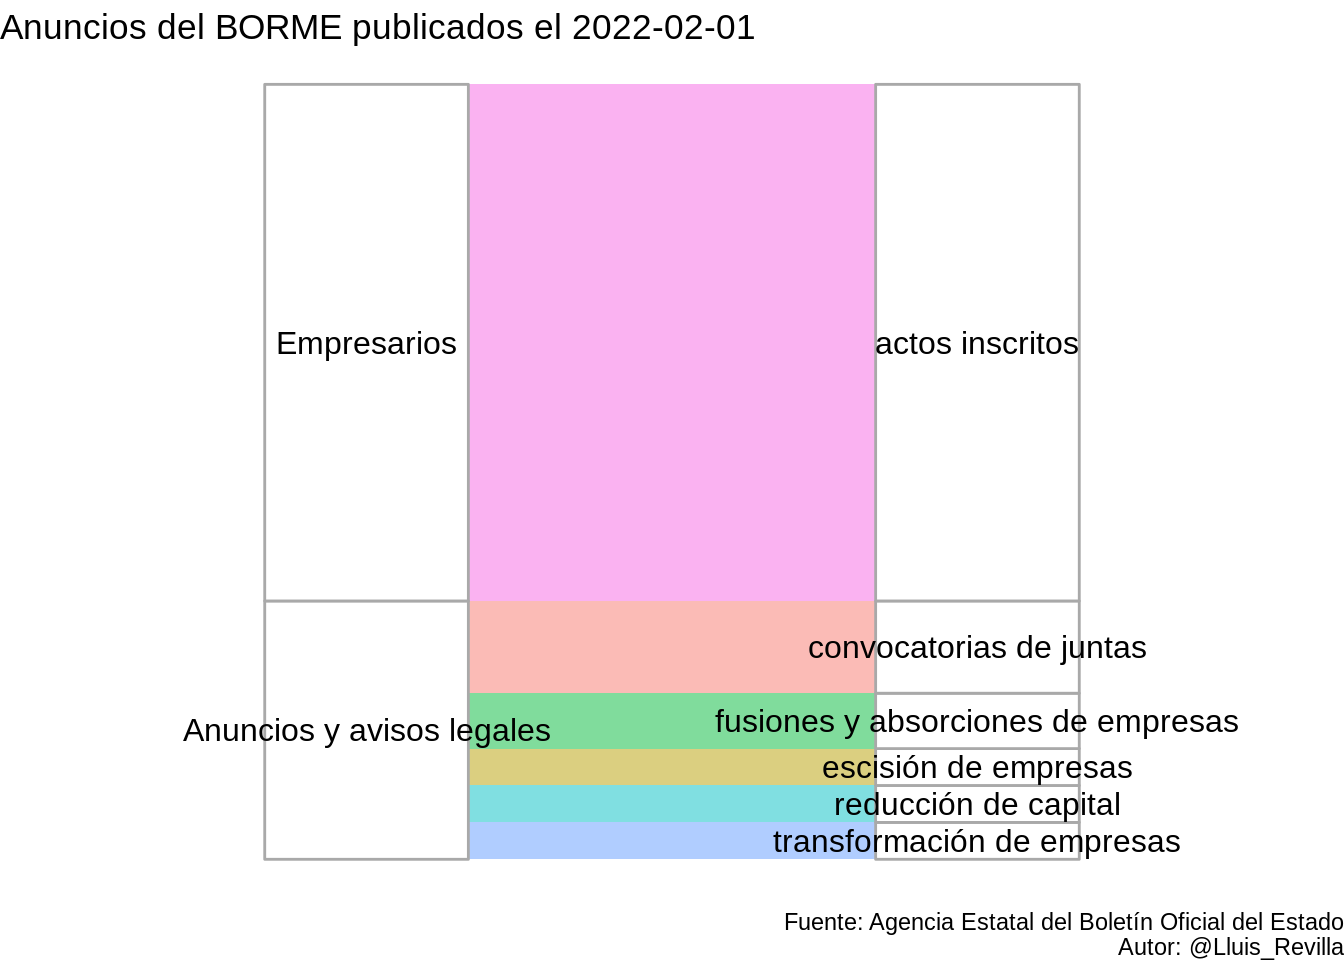 Anuncios del BORME publicados el 2022-02-01
Empresarios
actos inscritos
convocatorias de juntas
Anuncios y avisos legales
fusiones y absorciones de empresas
escisión de empresas
reducción de capital
transformación de empresas
Fuente: Agencia Estatal del Boletín Oficial del Estado
Autor: @Lluis_Revilla